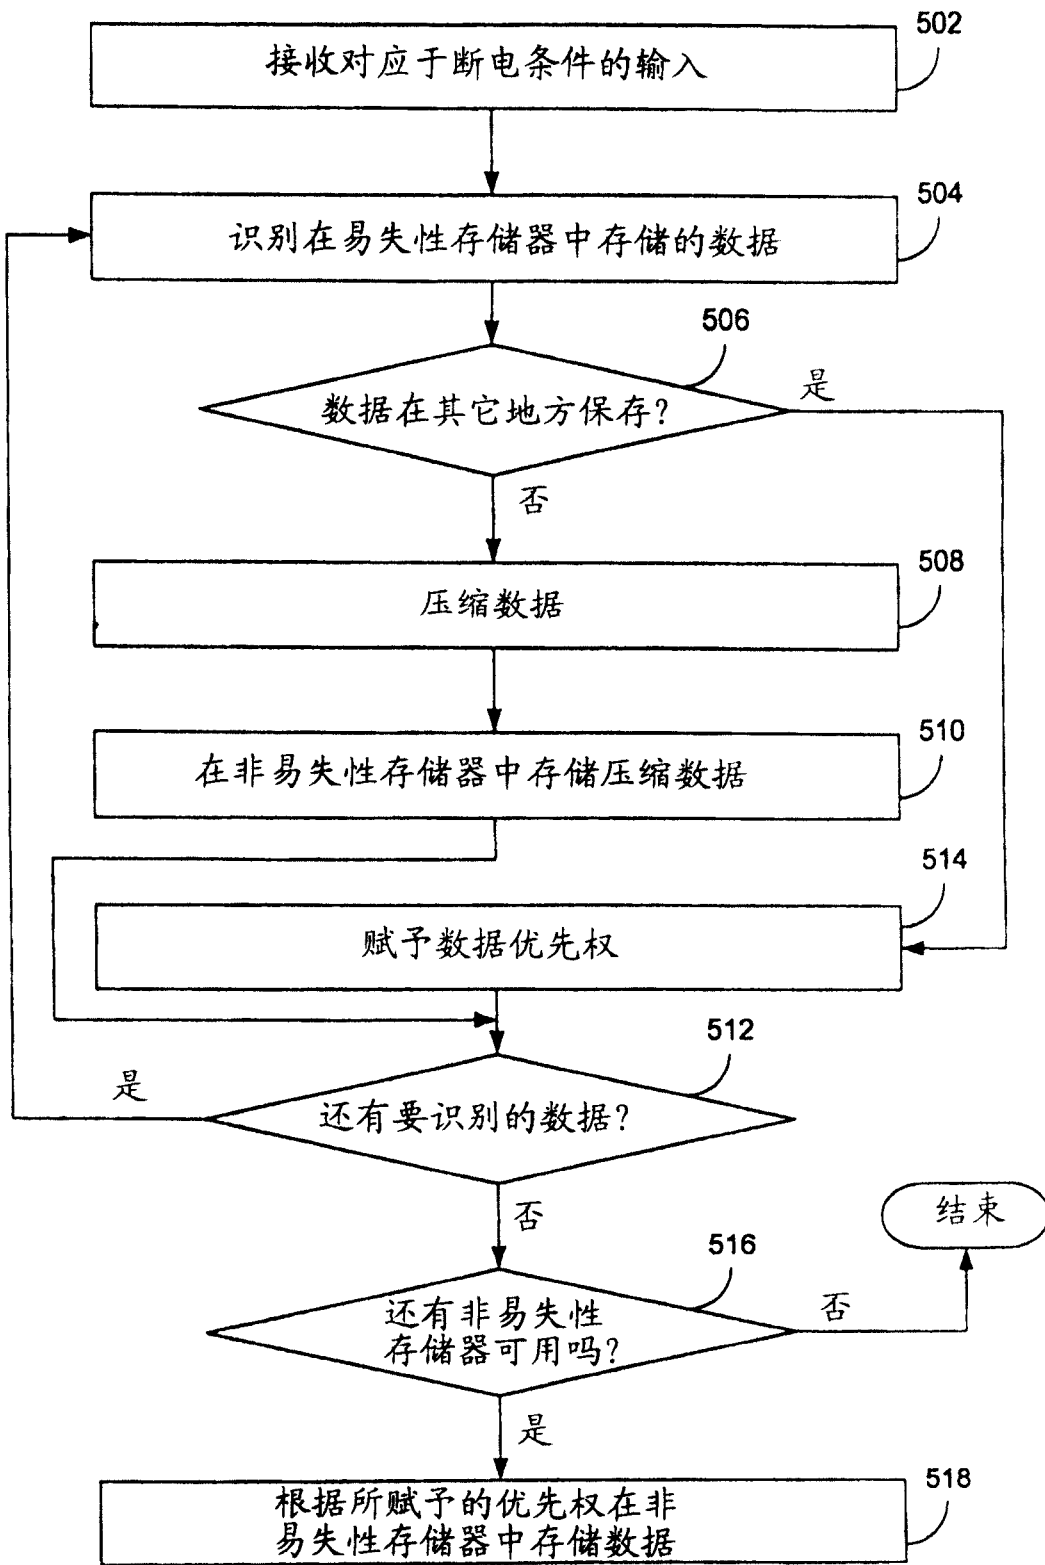 502
接收对应于断电条件的输入
504
识别在易失性存储器中存储的数据
506
数据在其它地方保存?
是
否
508
压缩数据
510
在非易失性存储器中存储压缩数据
514
赋予数据优先权
512
还有要识别的数据?
是
否
结束
516
还有非易失性
存储器可用吗?
否
是
518
根据所赋予的优先权在非
易失性存储器中存储数据